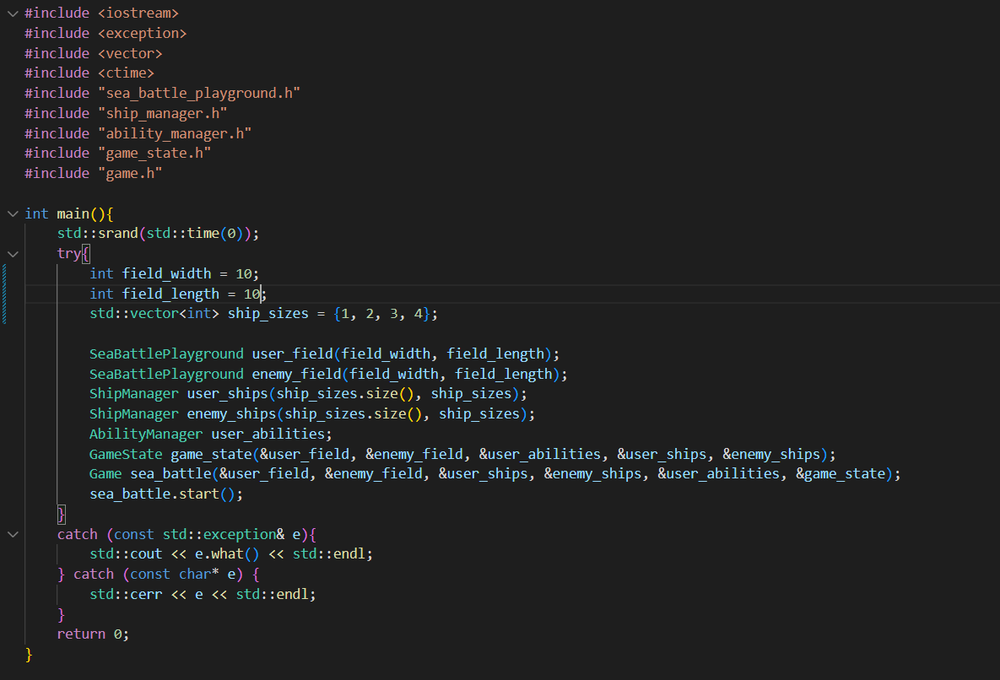 #include <iostream>
#include <exception>
#include <vector>
#include <ctime>
#include "sea_battle_playground.h"
#include "ship_manager.h"
#include "ability_manager.h"
#include "game_state.h"
#include "game.h"

int main(){
    std::srand(std::time(0));
    try{
        int field_width = 10;
        int field_length = 10;
        std::vector<int> ship_sizes = {1, 2, 3, 4};

        SeaBattlePlayground user_field(field_width, field_length);
        SeaBattlePlayground enemy_field(field_width, field_length);
        ShipManager user_ships(ship_sizes.size(), ship_sizes);
        ShipManager enemy_ships(ship_sizes.size(), ship_sizes);
        AbilityManager user_abilities;
        GameState game_state(&user_field, &enemy_field, &user_abilities, &user_ships, &enemy_ships);
        Game sea_battle(&user_field, &enemy_field, &user_ships, &enemy_ships, &user_abilities, &game_state);
        sea_battle.start();
    }
    catch (const std::exception& e){
        std::cout << e.what() << std::endl;
    } catch (const char* e) {
        std::cerr << e << std::endl;
    }
    return 0;
}